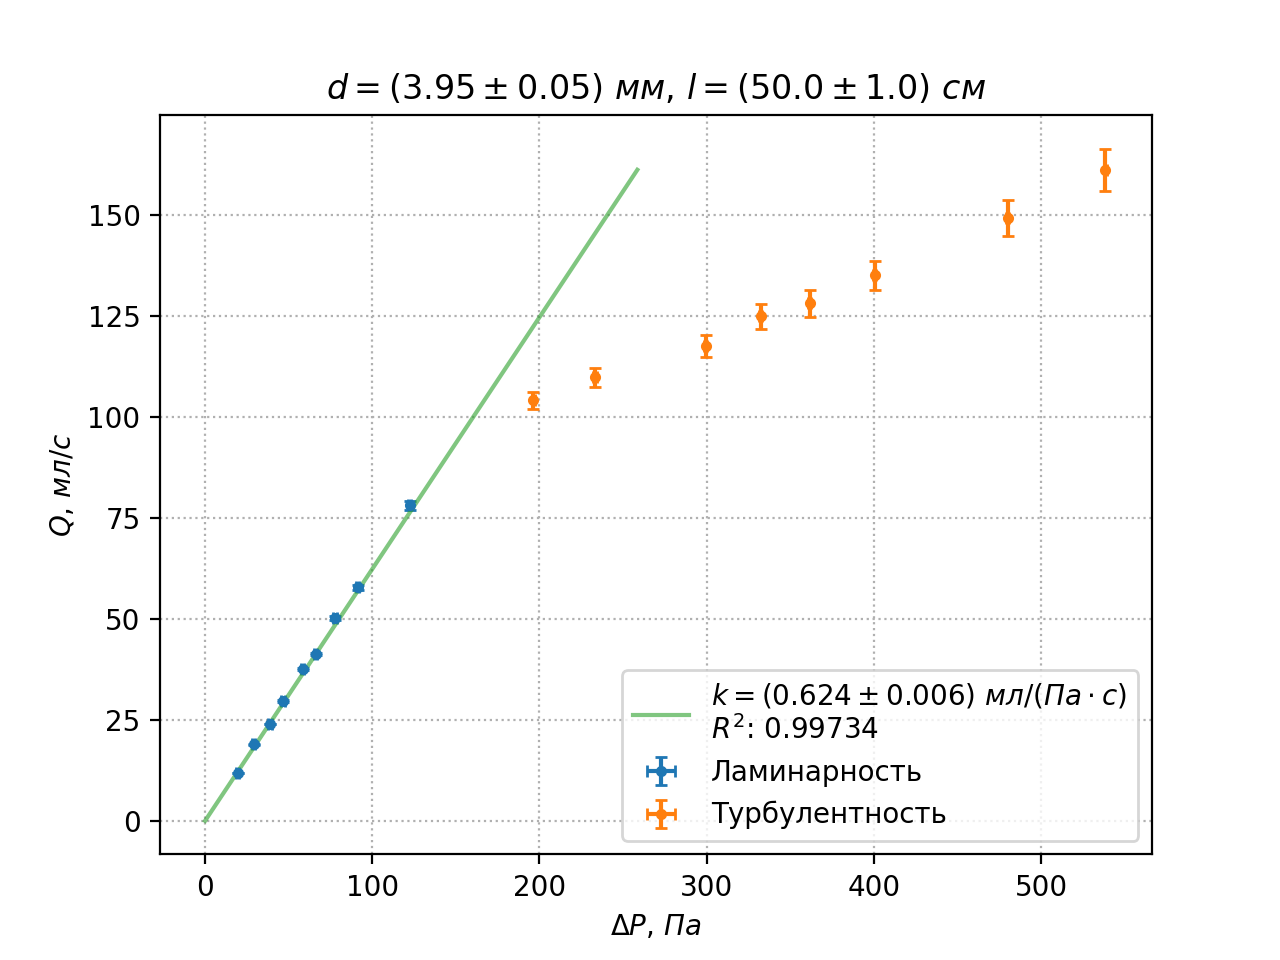 d = (3.95 ± 0.05) мм, l = (50.0 ± 1.0) см
Q, мл/с
150
125
100
75
50
25
0
k = (0.624 ± 0.006) мл/(Па · с)
R²: 0.99734
Ламинарность
Турбулентность
0 100 200 300 400 500
ΔP, Па